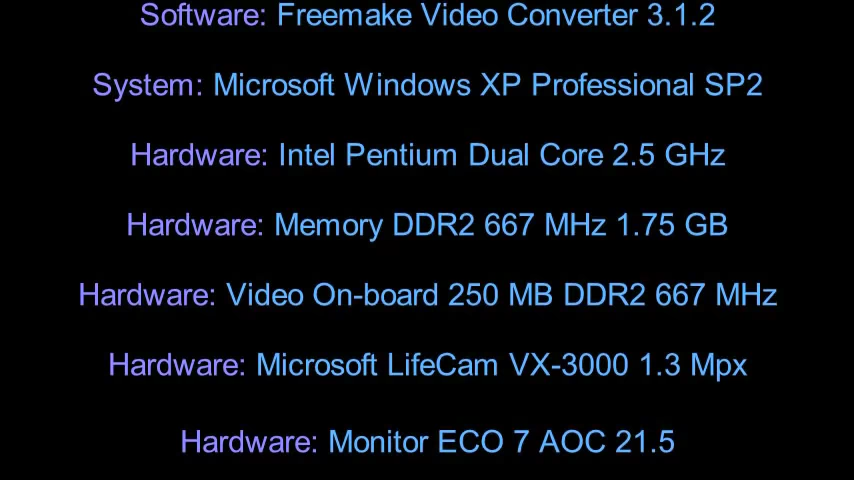 Software: Freemake Video Converter 3.1.2
System: Microsoft Windows XP Professional SP2
Hardware: Intel Pentium Dual Core 2.5 GHz
Hardware: Memory DDR2 667 MHz 1.75 GB
Hardware: Video On-board 250 MB DDR2 667 MHz
Hardware: Microsoft LifeCam VX-3000 1.3 Mpx
Hardware: Monitor ECO 7 AOC 21.5